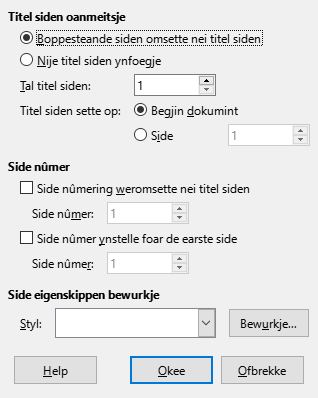 Titel siden oanmeitsje
Boppesteande siden omsette nei titel siden
Nije titel siden ynfoegje
Tal titel siden: 1
Titel siden sette op: Begjin dokumint
Side 1
Side nûmer
Side nûmering weromsette nei titel siden
Side nûmer: 1
Side nûmer ynstelle foar de earste side
Side nûmer: 1
Side eigenskippen bewurkje
Styl: Bewurkje...
Help Okee Ofbrekke